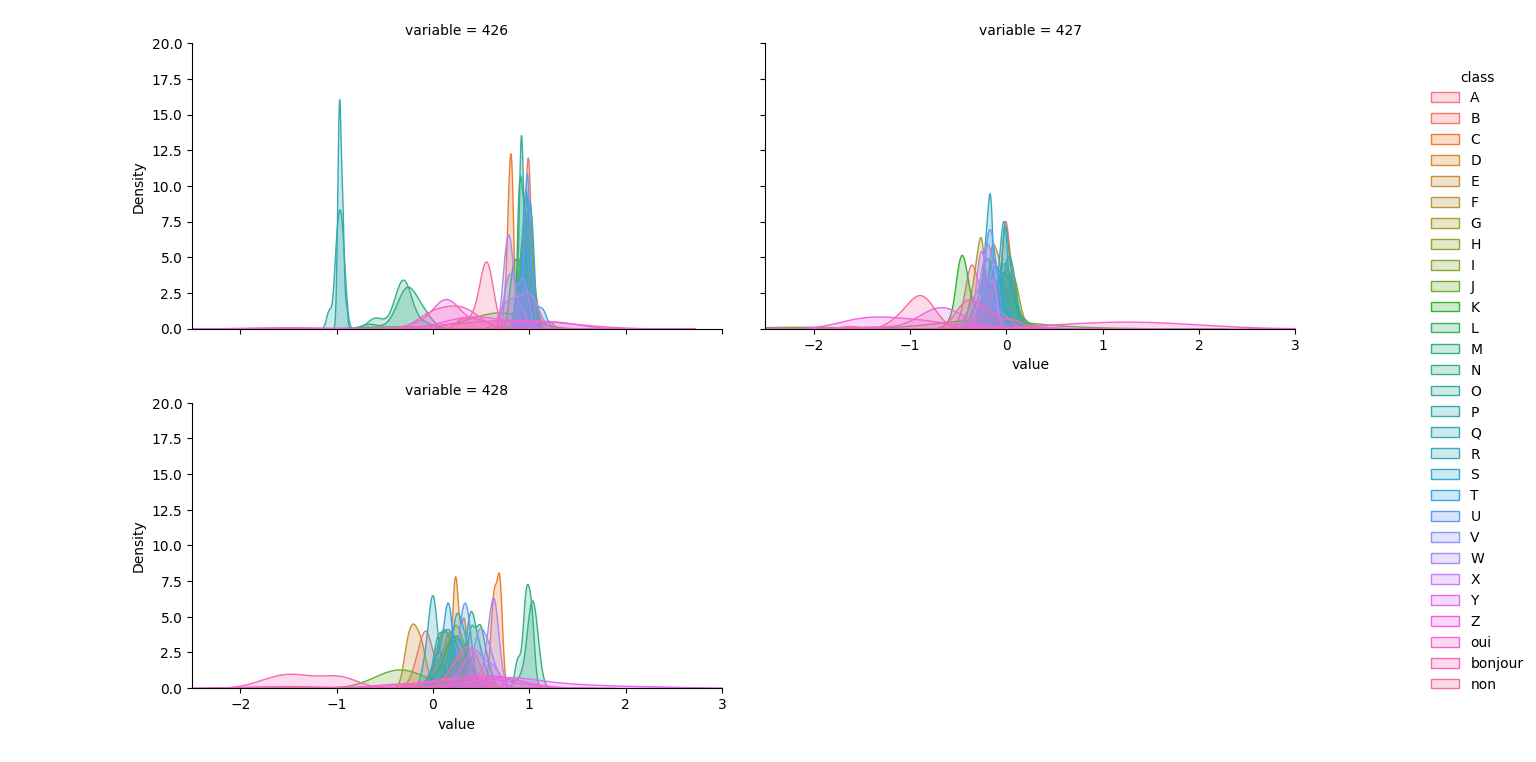 variable = 426
20.0
17.5
15.0
12.5
10.0
7.5
5.0
2.5
0.0
Density
variable = 427
−2
−1
0
1
2
3
value
variable = 428
20.0
17.5
15.0
12.5
10.0
7.5
5.0
2.5
0.0
Density
−2
−1
0
1
2
3
value
class
A
B
C
D
E
F
G
H
I
J
K
L
M
N
O
P
Q
R
S
T
U
V
W
X
Y
Z
oui
bonjour
non